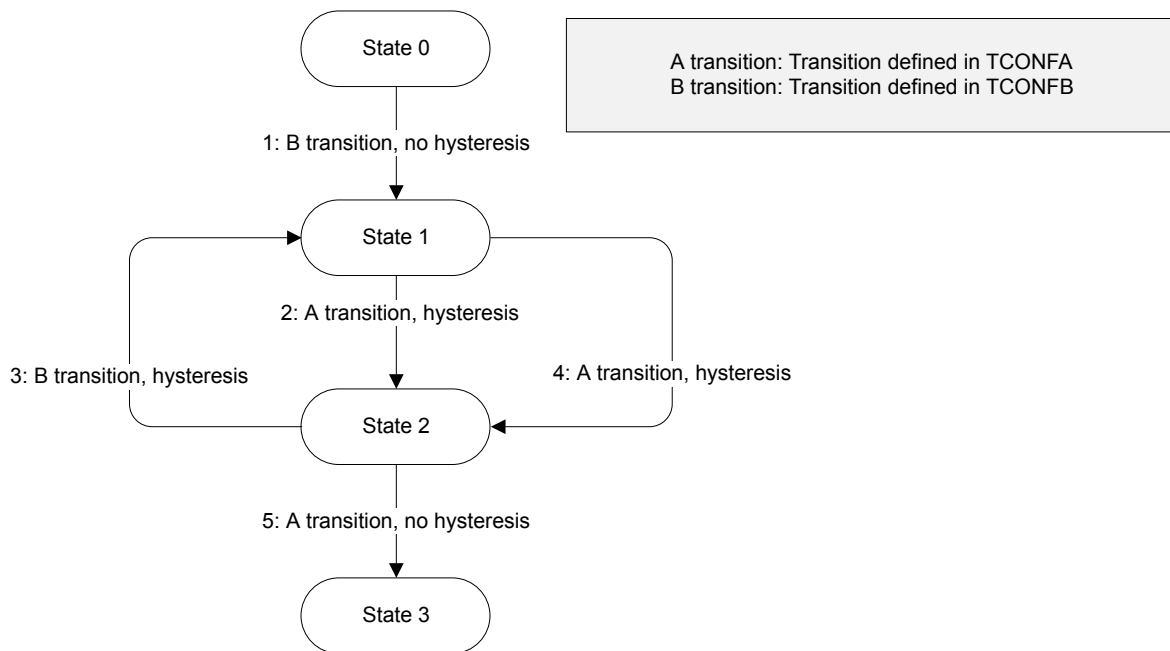 State 0
A transition: Transition defined in TCONFA
B transition: Transition defined in TCONFB
1: B transition, no hysteresis
State 1
2: A transition, hysteresis
3: B transition, hysteresis
4: A transition, hysteresis
State 2
5: A transition, no hysteresis
State 3